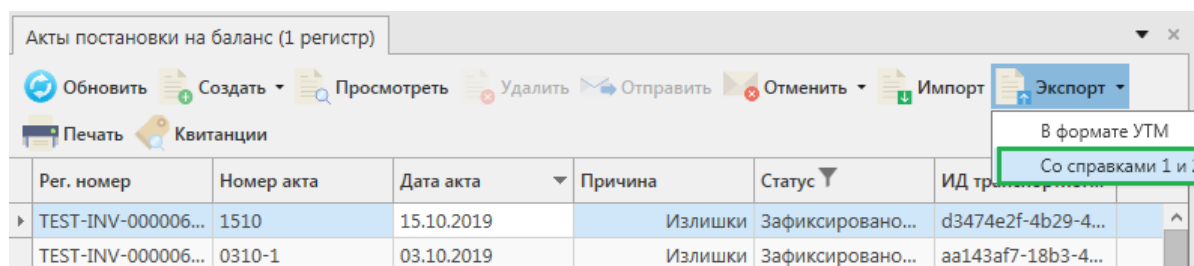 Акты постановки на баланс (1 регистр)
Обновить Создать Просмотреть Удалить Отправить Отменить Импорт Экспорт
Печать Квитанции
В формате УТМ
Со справками 1 и
Рег. номер Номер акта Дата акта Причина Статус ИД
TEST-INV-000006... 1510 15.10.2019 Излишки Зафиксировано... d3474e2f-4b29-4...
TEST-INV-000006... 0310-1 03.10.2019 Излишки Зафиксировано... aa143af7-18b3-4...